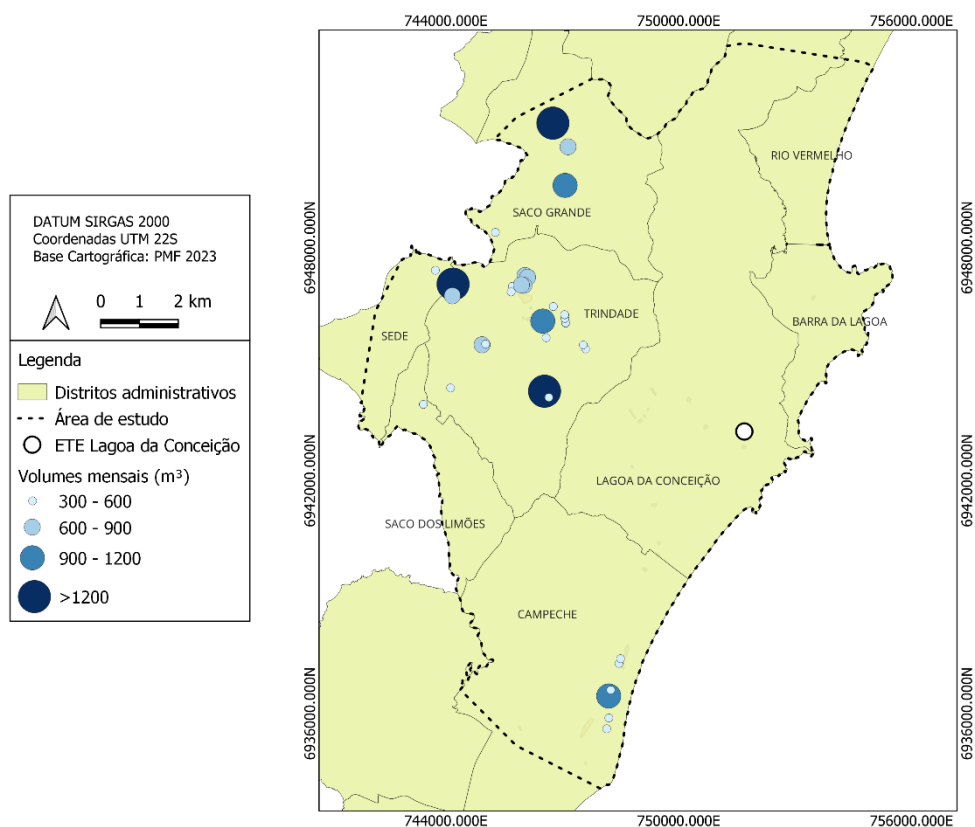 744000.000E 750000.000E 756000.000E
RIO VERMELHO
SACO GRANDE
6948000.000N
6948000.000N
TRINDADE
BARRA DA LAGOA
SEDE
DATUM SIRGAS 2000
Coordenadas UTM 22S
Base Cartográfica: PMF 2023
0 1 2 km
Legenda
Distritos administrativos
Área de estudo
ETE Lagoa da Conceição
Volumes mensais (m³)
300 - 600
600 - 900
900 - 1200
>1200
6942000.000N
6942000.000N
LAGOA DA CONCEIÇÃO
SACO DOS LIMÕES
CAMPECHE
6936000.000N
6936000.000N
744000.000E 750000.000E 756000.000E